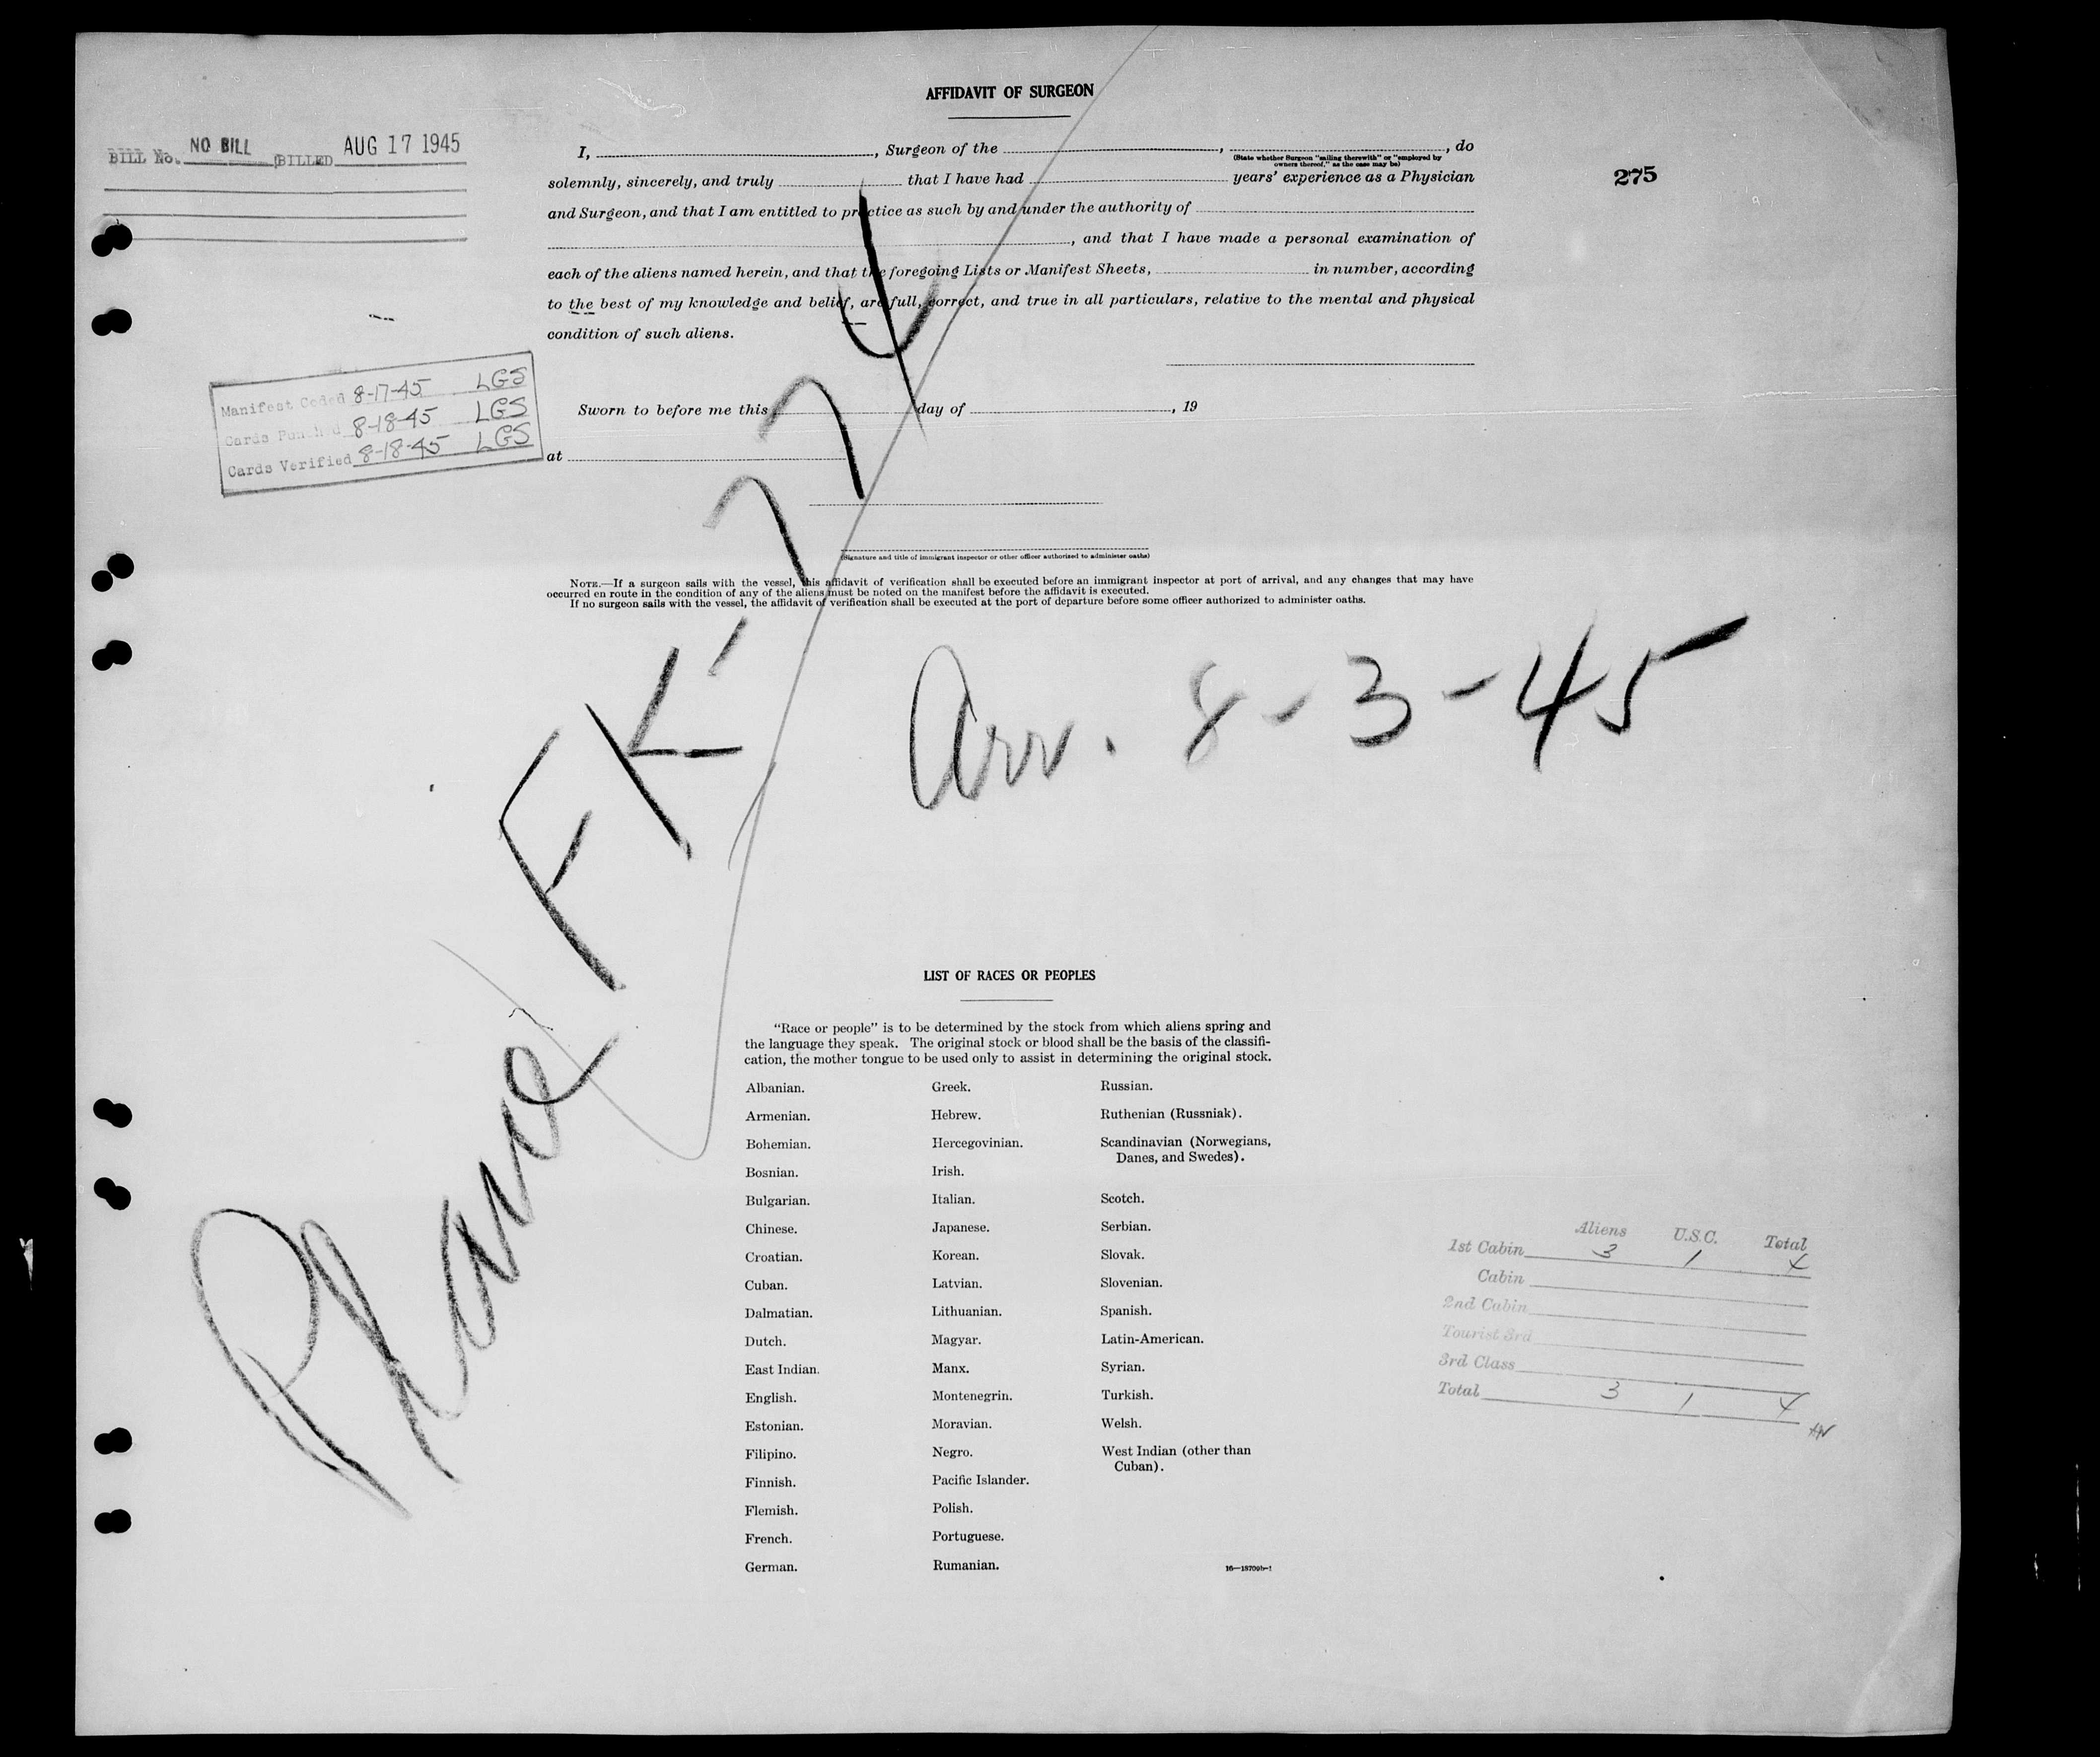 AFFIDAVIT OF SURGEON
BILL No. NO BILL BILLED AUG 17 1945
275
I, , Surgeon of the , , do
(State whether Surgeon "sailing therewith" or "employed by
owners thereof," as the case may be)
solemnly, sincerely, and truly that I have had years' experience as a Physician
and Surgeon, and that I am entitled to practice as such by and under the authority of
, and that I have made a personal examination of
each of the aliens named herein, and that the foregoing Lists or Manifest Sheets, in number, according
to the best of my knowledge and belief, are full, correct, and true in all particulars, relative to the mental and physical
condition of such aliens.
Manifest Coded 8-17-45 LGS
Cards Punched 8-18-45 LGS
Cards Verified 8-18-45 LGS
Sworn to before me this day of , 19
at
(Signature and title of immigrant inspector or other officer authorized to administer oaths)
NOTE.—If a surgeon sails with the vessel, this affidavit of verification shall be executed before an immigrant inspector at port of arrival, and any changes that may have
occurred en route in the condition of any of the aliens must be noted on the manifest before the affidavit is executed.
If no surgeon sails with the vessel, the affidavit of verification shall be executed at the port of departure before some officer authorized to administer oaths.
Plane FK-774
Arr. 8-3-45
LIST OF RACES OR PEOPLES
"Race or people" is to be determined by the stock from which aliens spring and
the language they speak. The original stock or blood shall be the basis of the classifi-
cation, the mother tongue to be used only to assist in determining the original stock.
Albanian.
Armenian.
Bohemian.
Bosnian.
Bulgarian.
Chinese.
Croatian.
Cuban.
Dalmatian.
Dutch.
East Indian.
English.
Estonian.
Filipino.
Finnish.
Flemish.
French.
German.
Greek.
Hebrew.
Hercegovinian.
Irish.
Italian.
Japanese.
Korean.
Latvian.
Lithuanian.
Magyar.
Manx.
Montenegrin.
Moravian.
Negro.
Pacific Islander.
Polish.
Portuguese.
Rumanian.
Russian.
Ruthenian (Russniak).
Scandinavian (Norwegians,
Danes, and Swedes).
Scotch.
Serbian.
Slovak.
Slovenian.
Spanish.
Latin-American.
Syrian.
Turkish.
Welsh.
West Indian (other than
Cuban).
Aliens U.S.C. Total
1st Cabin 3 1 4
Cabin
2nd Cabin
Tourist 3rd
3rd Class
Total 3 1 4